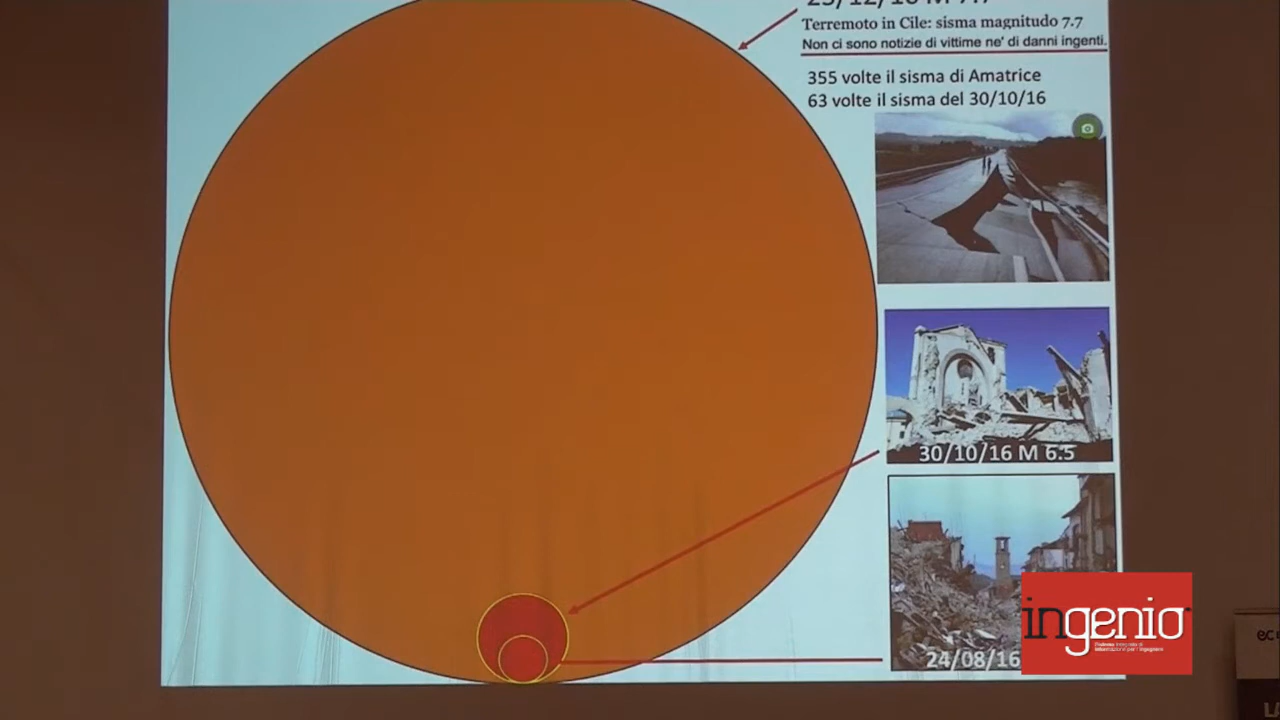 Terremoto in Cile: sisma magnitudo 7.7
Non ci sono notizie di vittime ne' di danni ingenti.
355 volte il sisma di Amatrice
63 volte il sisma del 30/10/16
30/10/16 M 6.5
24/08/16
ingenio